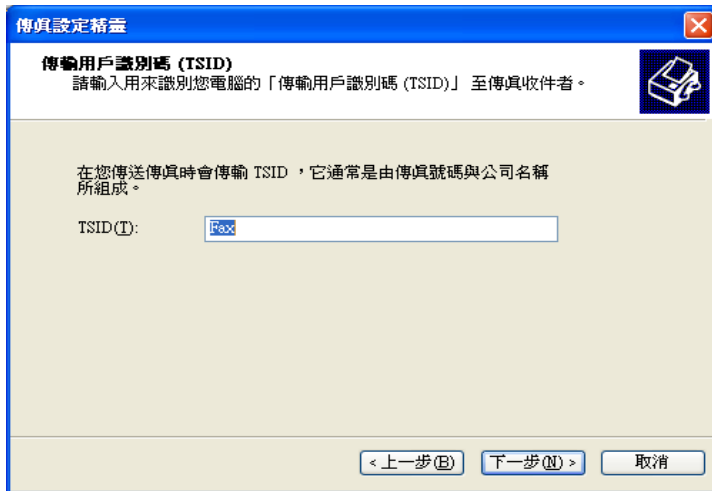 傳真設定精靈
傳輸用戶識別碼 (TSID)
請輸入用來識別您電腦的「傳輸用戶識別碼 (TSID)」 至傳真收件者。
在您傳送傳真時會傳輸 TSID ,它通常是由傳真號碼與公司名稱
所組成。
TSID(T): Fax
< 上一步(B) 下一步(N) > 取消